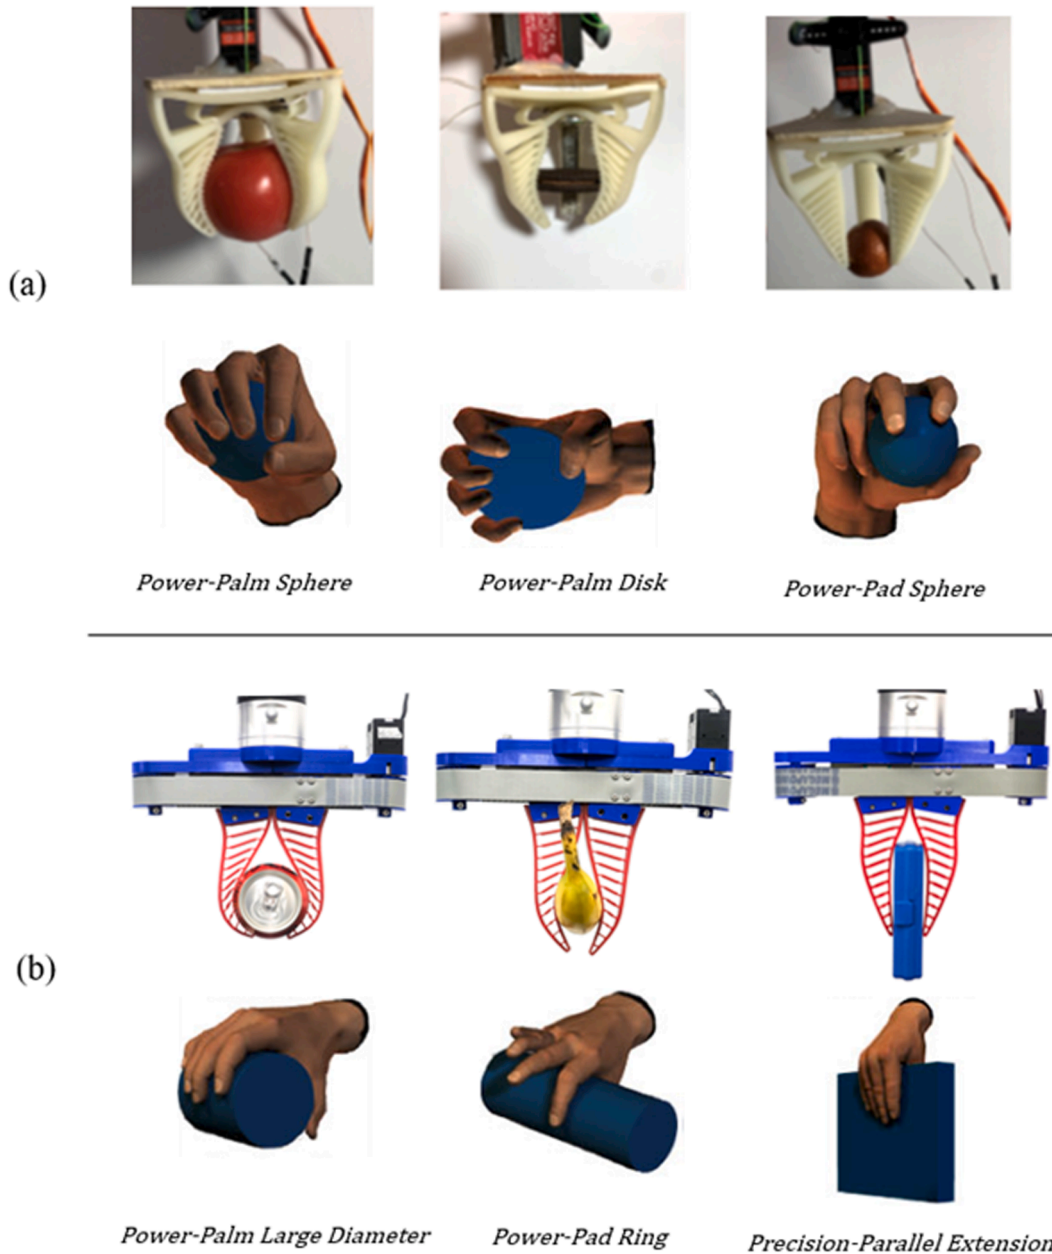 (a)
Power-Palm Sphere
Power-Palm Disk
Power-Pad Sphere
(b)
Power-Palm Large Diameter
Power-Pad Ring
Precision-Parallel Extension